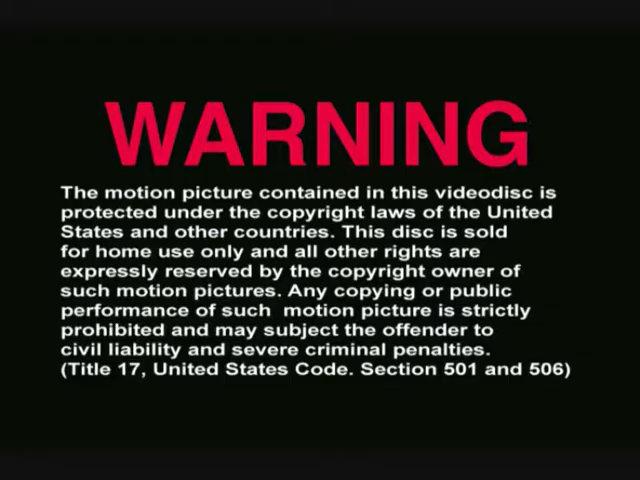 WARNING
The motion picture contained in this videodisc is
protected under the copyright laws of the United
States and other countries. This disc is sold
for home use only and all other rights are
expressly reserved by the copyright owner of
such motion pictures. Any copying or public
performance of such motion picture is strictly
prohibited and may subject the offender to
civil liability and severe criminal penalties.
(Title 17, United States Code. Section 501 and 506)